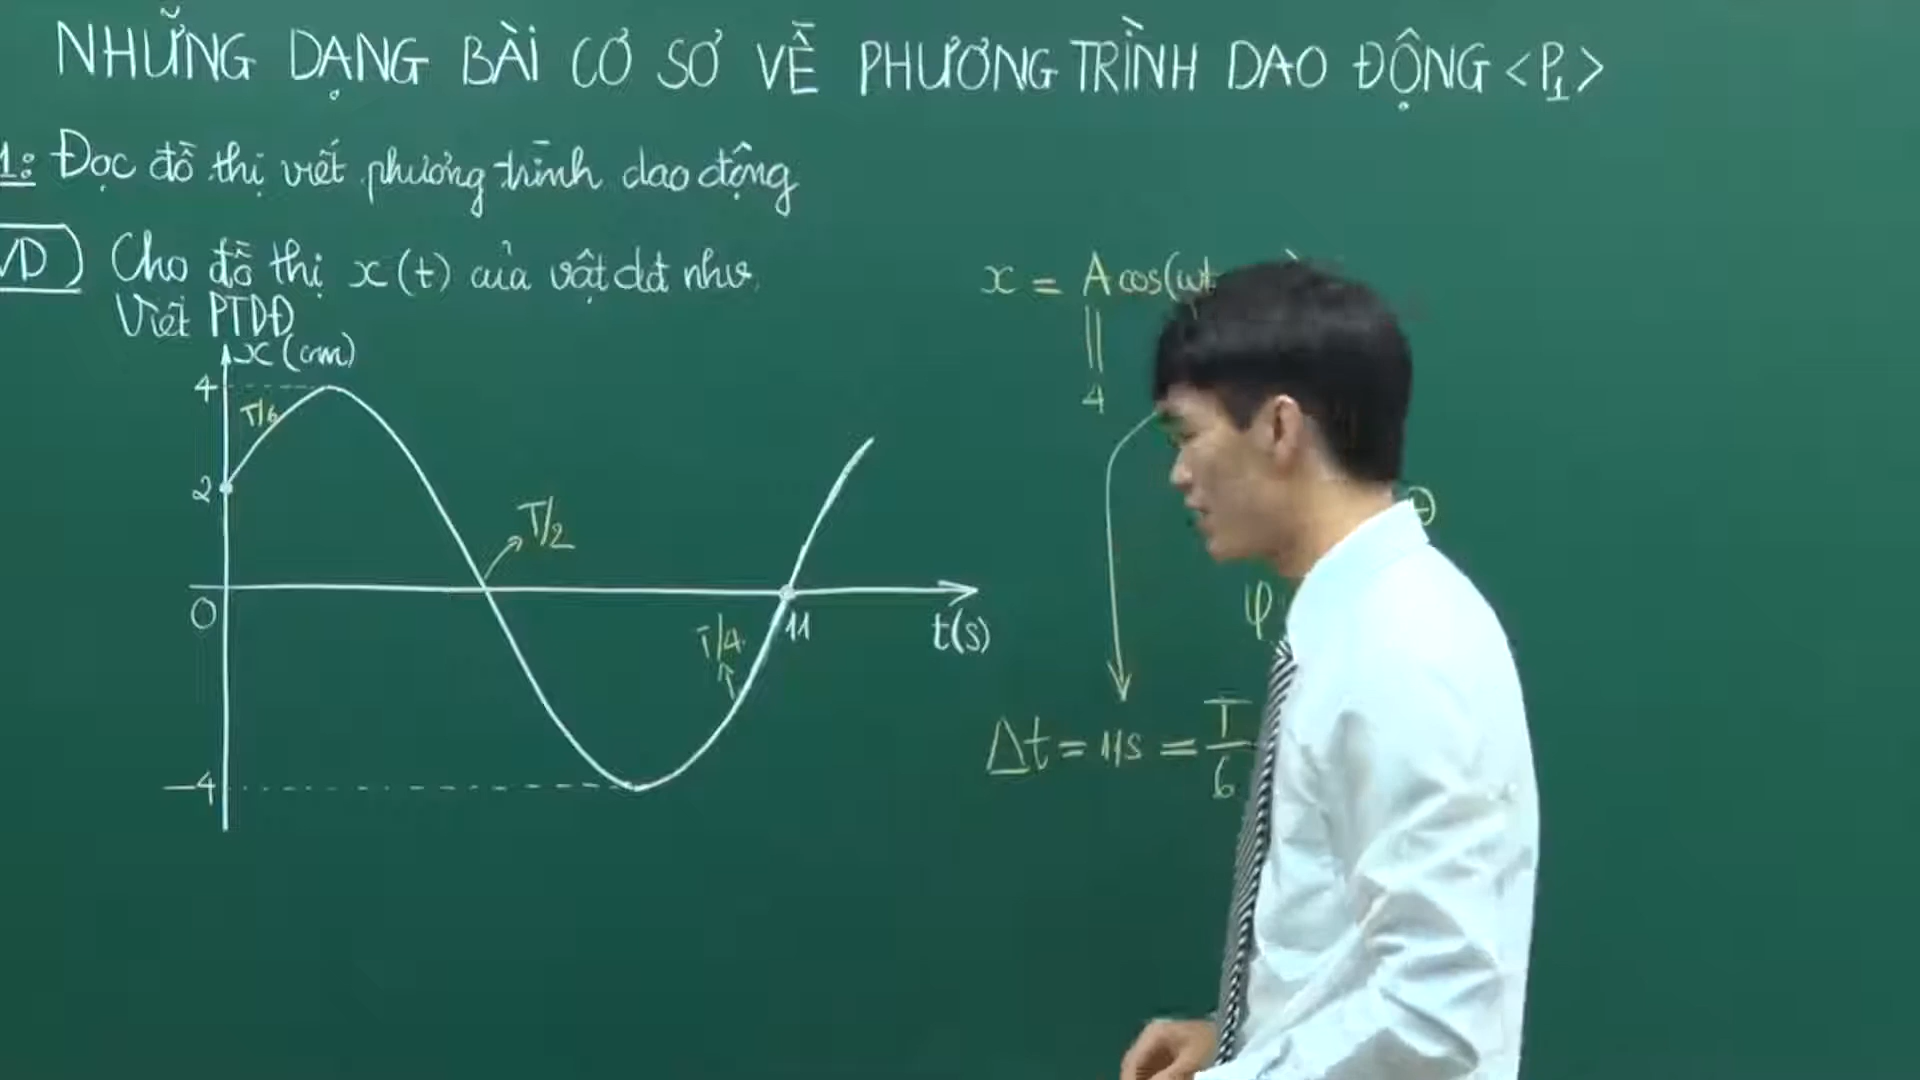 NHỮNG DẠNG BÀI CƠ SỞ VỀ PHƯƠNG TRÌNH DAO ĐỘNG <P1>
1: Đọc đồ thị viết phương trình dao động
VD) Cho đồ thị x(t) của vật dđ như
Viết PTDĐ
x = A cos(ωt
||
4
x (cm)
4
T/6
2
T/2
0
T/4
11
t(s)
-4
φ
Δt = 11s = T/6